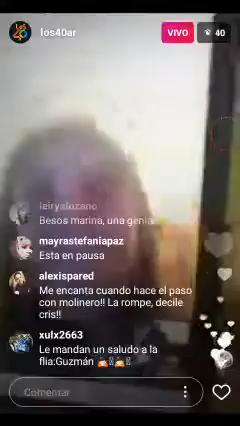 los40ar
VIVO
40
leiryalozano
Besos marina, una genia
mayrastefaniapaz
Esta en pausa
alexispared
Me encanta cuando hace el paso
con molinero!! La rompe, decile
cris!!
xulx2663
Le mandan un saludo a la
flia:Guzmán
Comentar